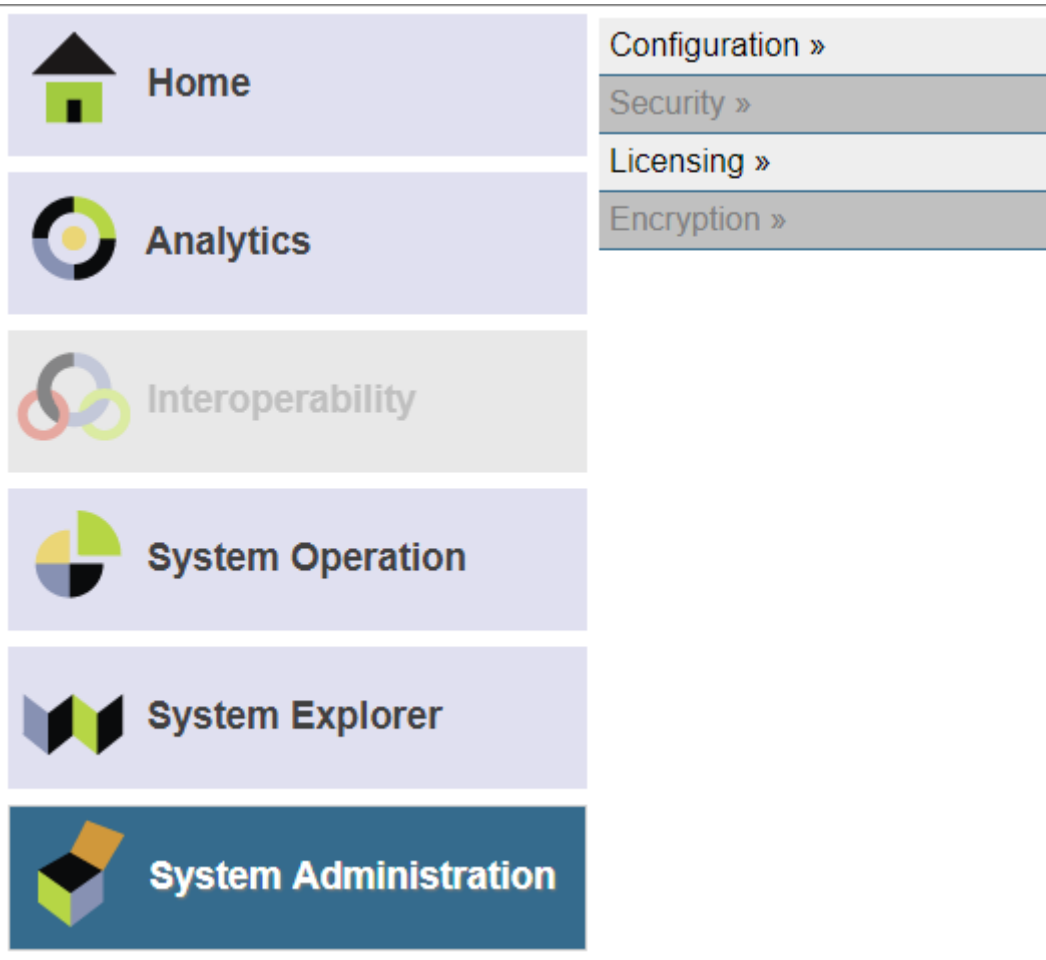 Home
Analytics
Interoperability
System Operation
System Explorer
System Administration
Configuration »
Security »
Licensing »
Encryption »